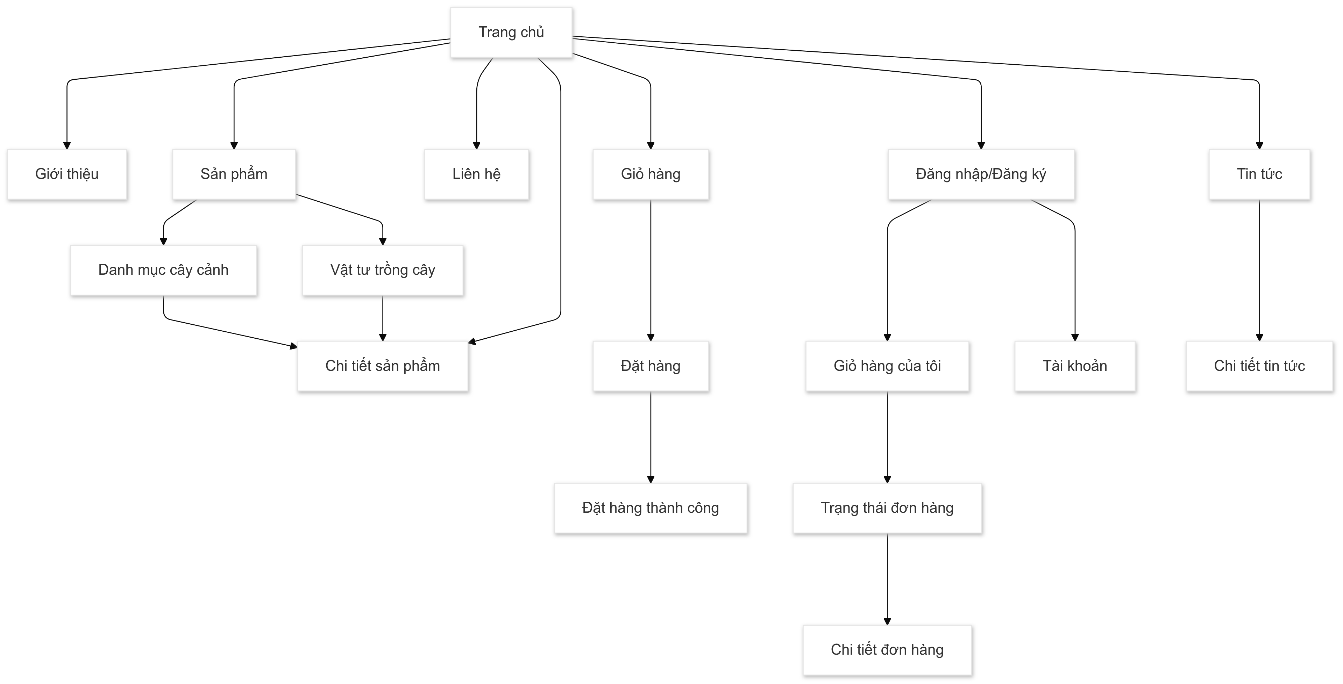 Trang chủ
Giới thiệu
Sản phẩm
Liên hệ
Giỏ hàng
Đăng nhập/Đăng ký
Tin tức
Danh mục cây cảnh
Vật tư trồng cây
Chi tiết sản phẩm
Đặt hàng
Giỏ hàng của tôi
Tài khoản
Chi tiết tin tức
Đặt hàng thành công
Trạng thái đơn hàng
Chi tiết đơn hàng